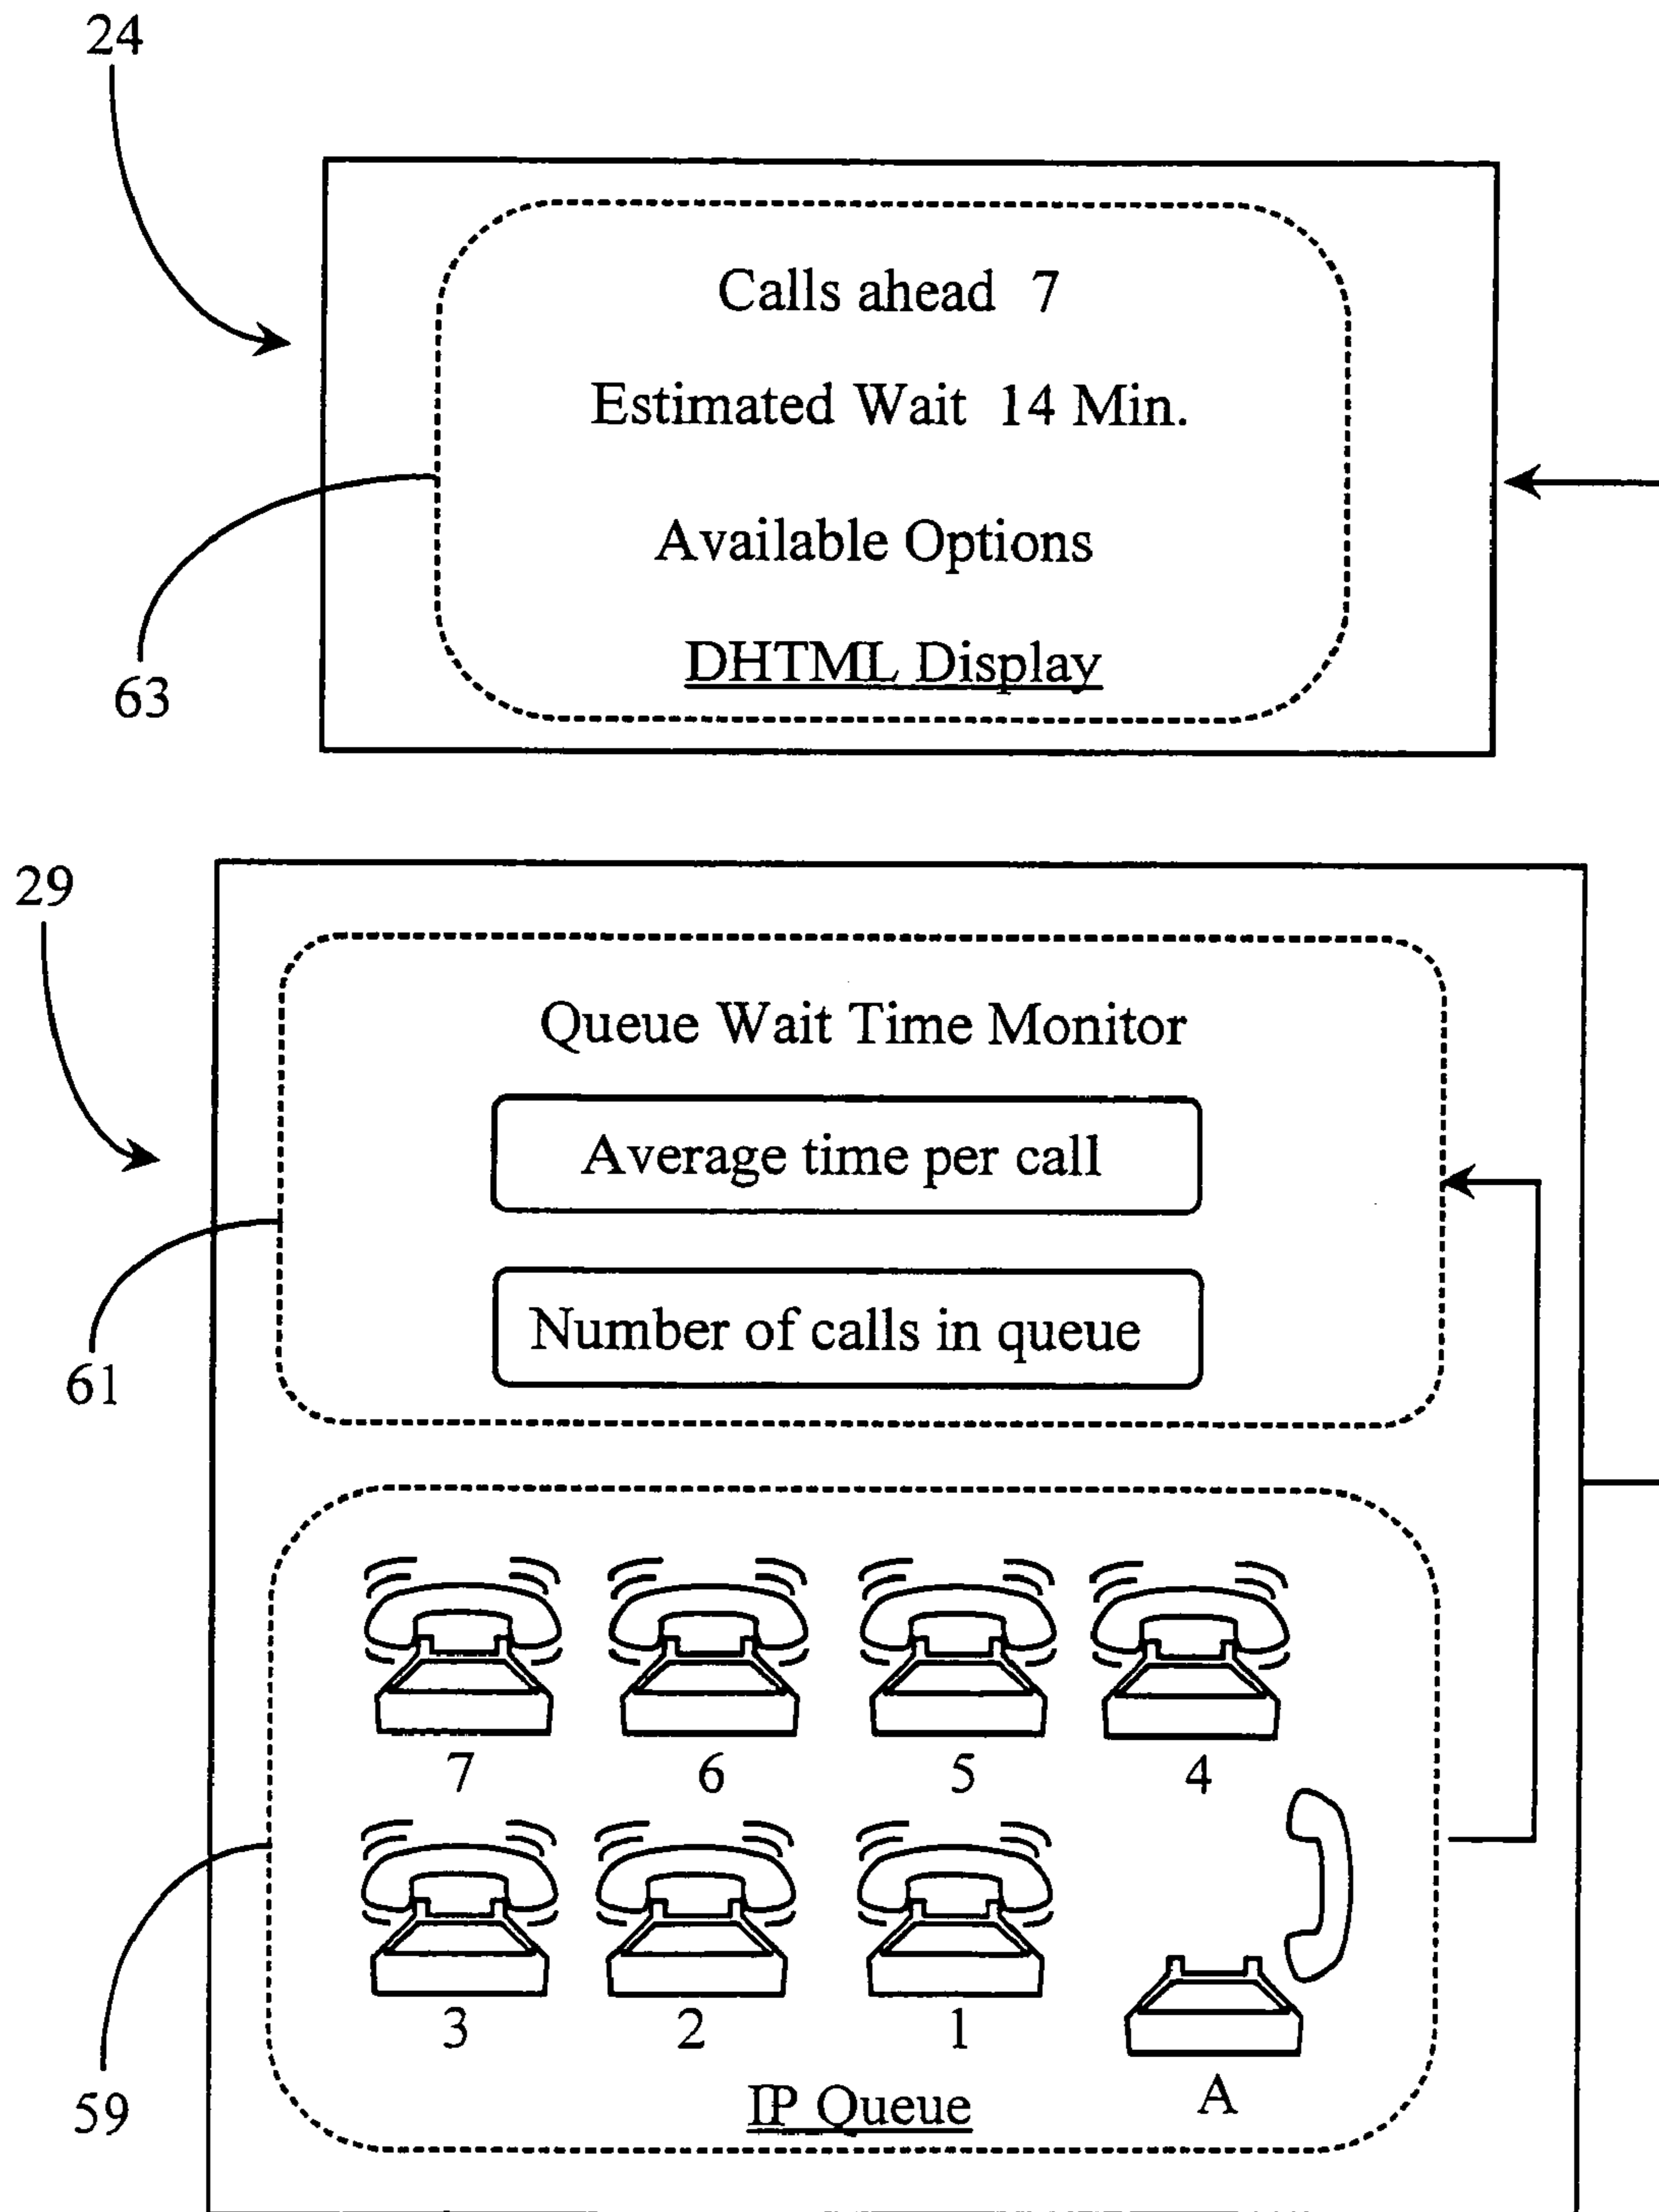 24
Calls ahead 7
Estimated Wait 14 Min.
Available Options
DHTML Display
63
29
Queue Wait Time Monitor
Average time per call
Number of calls in queue
61
7 6 5 4
3 2 1 A
IP Queue
59